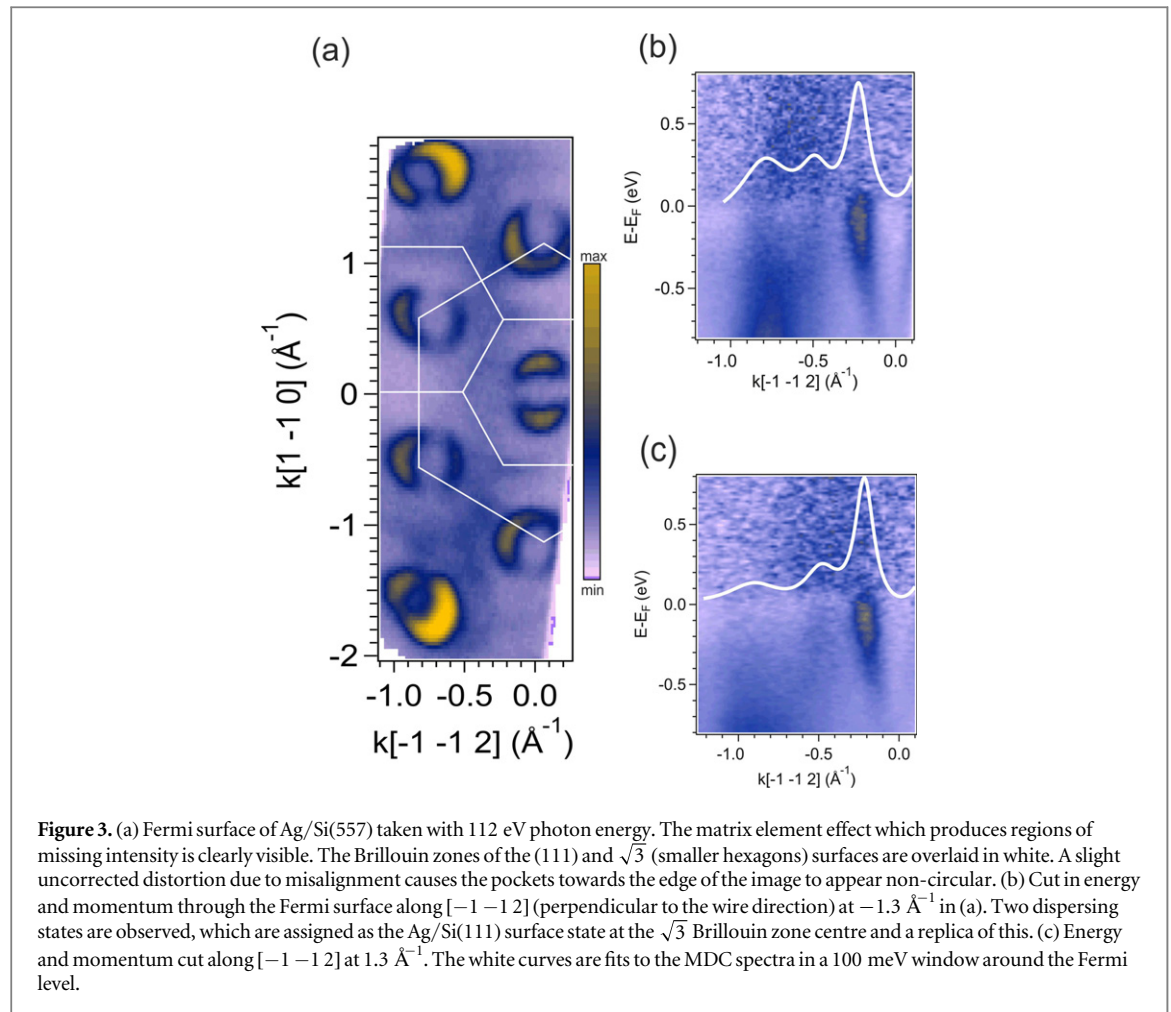 (a)
(b)
(c)
k[1 -1 0] (Å⁻¹)
1
0
-1
-2
-1.0 -0.5 0.0
k[-1 -1 2] (Å⁻¹)
max
min
E-E_F (eV)
0.5
0.0
-0.5
-1.0 -0.5 0.0
k[-1 -1 2] (Å⁻¹)
E-E_F (eV)
0.5
0.0
-0.5
-1.0 -0.5 0.0
k[-1 -1 2] (Å⁻¹)
Figure 3. (a) Fermi surface of Ag/Si(557) taken with 112 eV photon energy. The matrix element effect which produces regions of
missing intensity is clearly visible. The Brillouin zones of the (111) and √3 (smaller hexagons) surfaces are overlaid in white. A slight
uncorrected distortion due to misalignment causes the pockets towards the edge of the image to appear non-circular. (b) Cut in energy
and momentum through the Fermi surface along [−1 −1 2] (perpendicular to the wire direction) at −1.3 Å⁻¹ in (a). Two dispersing
states are observed, which are assigned as the Ag/Si(111) surface state at the √3 Brillouin zone centre and a replica of this. (c) Energy
and momentum cut along [−1 −1 2] at 1.3 Å⁻¹. The white curves are fits to the MDC spectra in a 100 meV window around the Fermi
level.